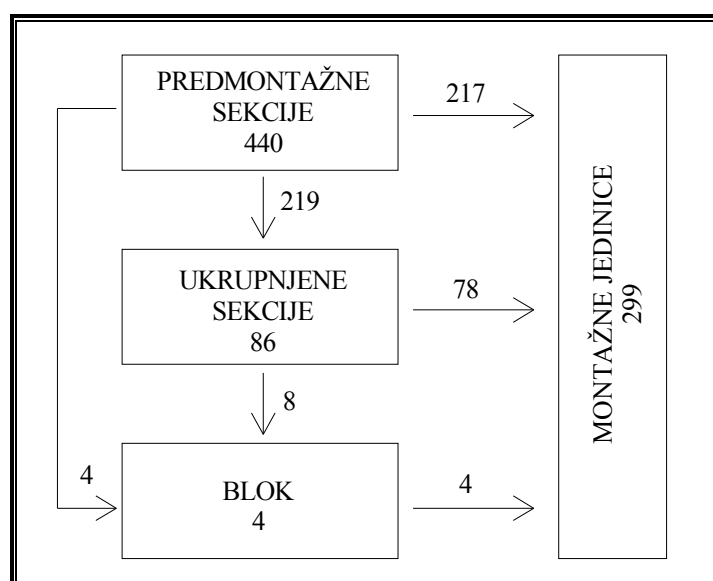 PREDMONTAŽNE
SEKCIJE
440
217
219
UKRUPNJENE
SEKCIJE
86
78
8
4
BLOK
4
4
MONTAŽNE JEDINICE
299